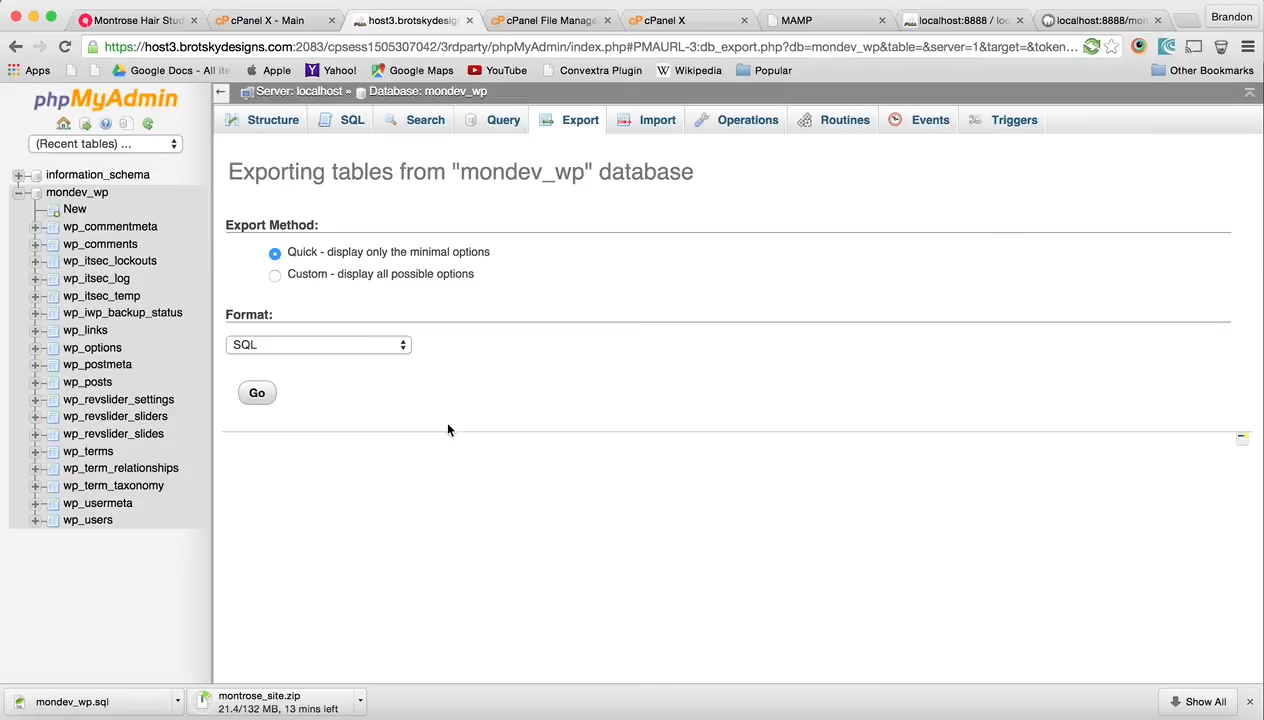 Montrose Hair Stud
cPanel X - Main
host3.brotskydesig
cPanel File Manage
cPanel X
MAMP
localhost:8888 / loc
localhost:8888/mon
Brandon
https://host3.brotskydesigns.com:2083/cpsess1505307042/3rdparty/phpMyAdmin/index.php#PMAURL-3:db_export.php?db=mondev_wp&table=&server=1&target=&token...
Apps
Google Docs - All ite
Apple
Yahoo!
Google Maps
YouTube
Convextra Plugin
Wikipedia
Popular
Other Bookmarks
phpMyAdmin
(Recent tables) ...
information_schema
mondev_wp
New
wp_commentmeta
wp_comments
wp_itsec_lockouts
wp_itsec_log
wp_itsec_temp
wp_iwp_backup_status
wp_links
wp_options
wp_postmeta
wp_posts
wp_revslider_settings
wp_revslider_sliders
wp_revslider_slides
wp_terms
wp_term_relationships
wp_term_taxonomy
wp_usermeta
wp_users
Server: localhost » Database: mondev_wp
Structure
SQL
Search
Query
Export
Import
Operations
Routines
Events
Triggers
Exporting tables from "mondev_wp" database
Export Method:
Quick - display only the minimal options
Custom - display all possible options
Format:
SQL
Go
mondev_wp.sql
montrose_site.zip
21.4/132 MB, 13 mins left
Show All